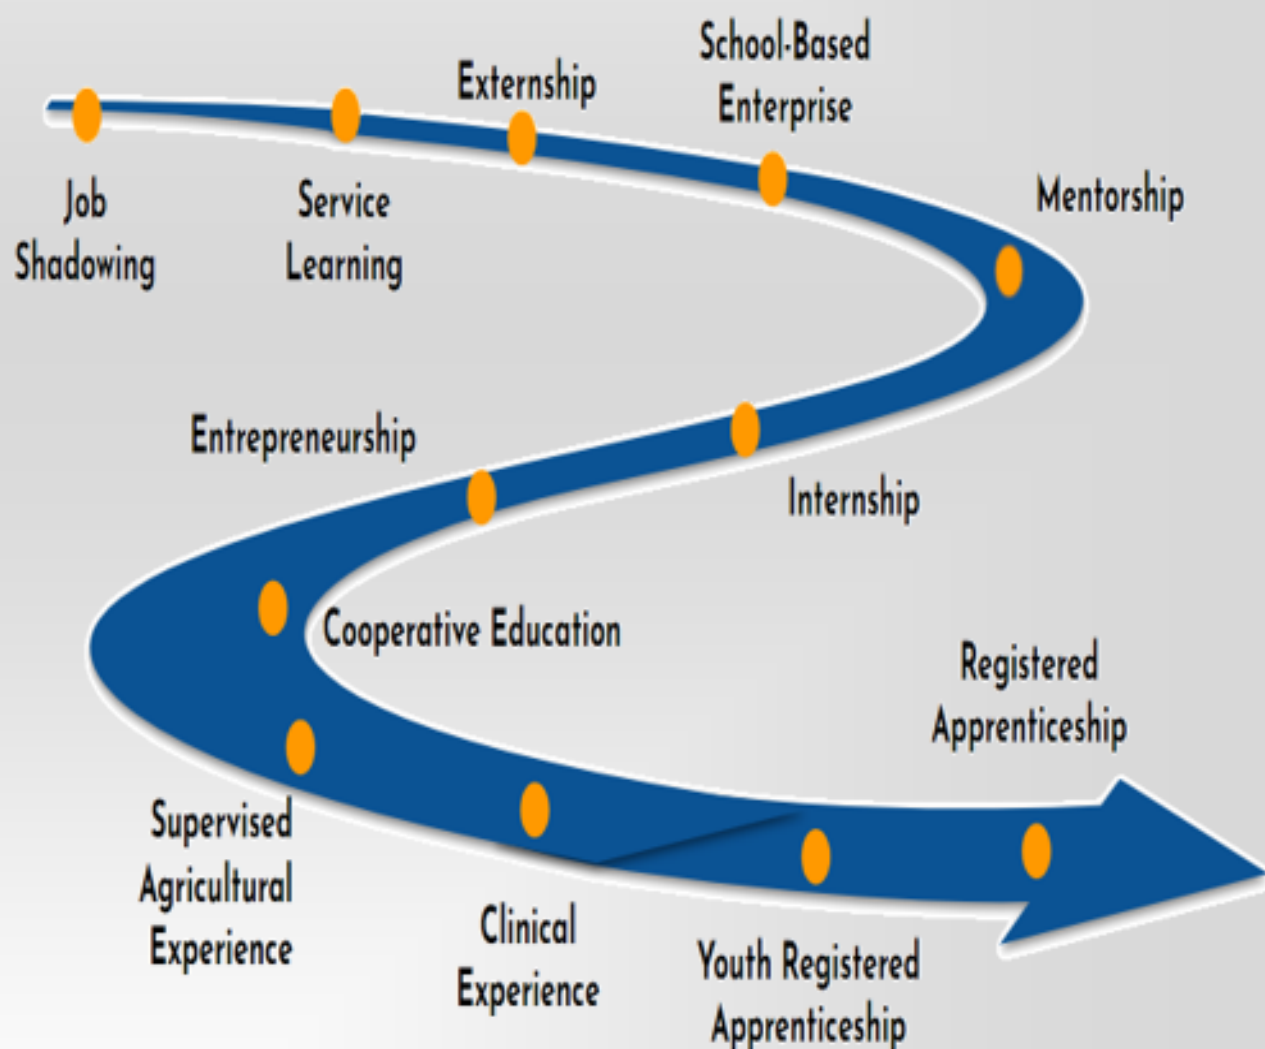 Job
Shadowing
Service
Learning
Externship
School-Based
Enterprise
Mentorship
Internship
Entrepreneurship
Cooperative Education
Supervised
Agricultural
Experience
Clinical
Experience
Youth Registered
Apprenticeship
Registered
Apprenticeship